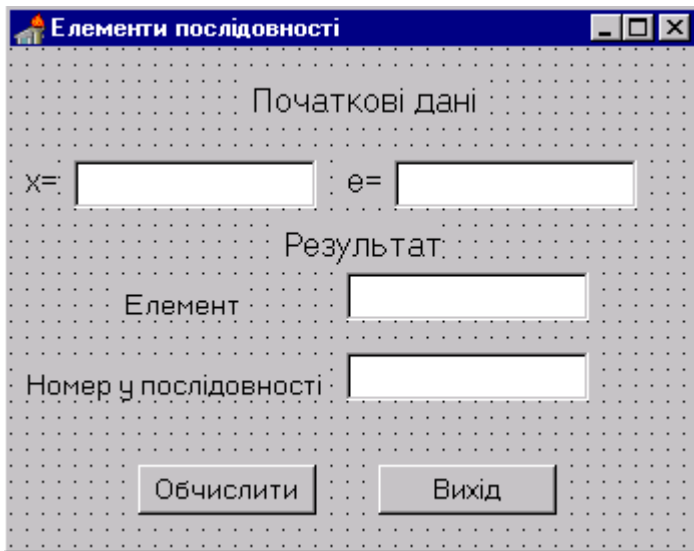 Елементи послідовності
Початкові дані
x= e=
Результат
Елемент
Номер у послідовності
Обчислити Вихід